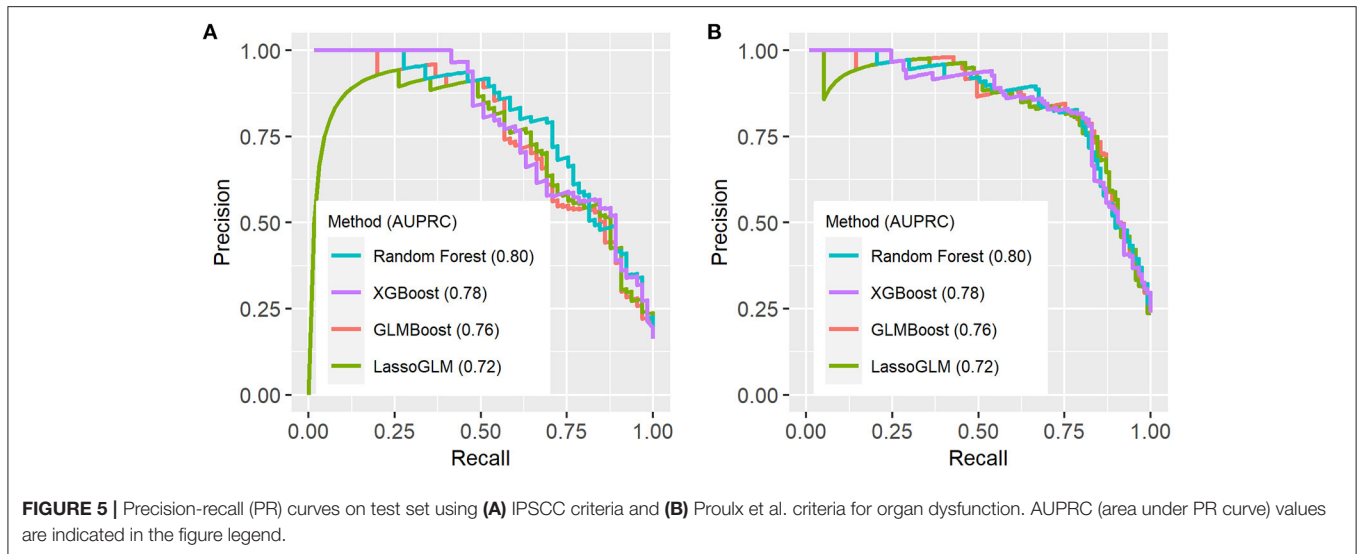 A
1.00
0.75
0.50
0.25
0.00
Precision
Method (AUPRC)
Random Forest (0.80)
XGBoost (0.78)
GLMBoost (0.76)
LassoGLM (0.72)
0.00 0.25 0.50 0.75 1.00
Recall
B
1.00
0.75
0.50
0.25
0.00
Precision
Method (AUPRC)
Random Forest (0.80)
XGBoost (0.78)
GLMBoost (0.76)
LassoGLM (0.72)
0.00 0.25 0.50 0.75 1.00
Recall
FIGURE 5 | Precision-recall (PR) curves on test set using (A) IPSCC criteria and (B) Proulx et al. criteria for organ dysfunction. AUPRC (area under PR curve) values
are indicated in the figure legend.